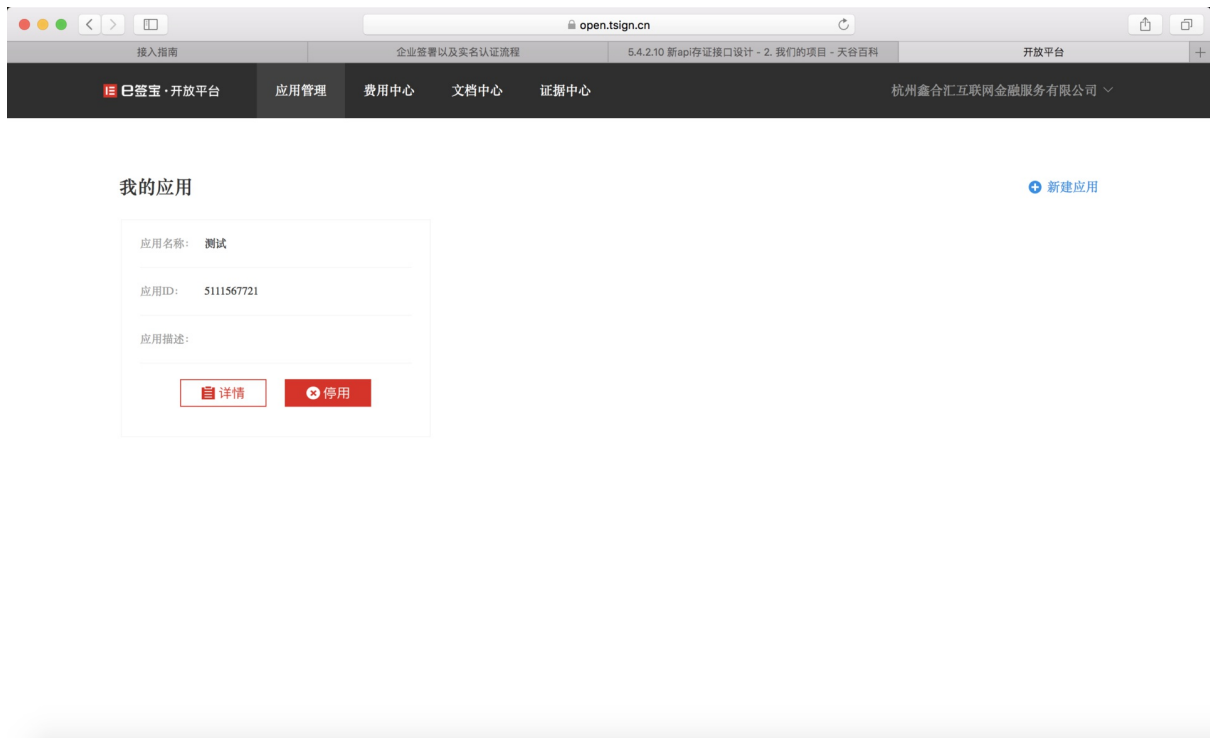 open.tsign.cn
接入指南
企业签署以及实名认证流程
5.4.2.10 新api存证接口设计 - 2. 我们的项目 - 天谷百科
开放平台
e签宝·开放平台
应用管理
费用中心
文档中心
证据中心
杭州鑫合汇互联网金融服务有限公司
我的应用
新建应用
应用名称: 测试
应用ID: 5111567721
应用描述:
详情
停用